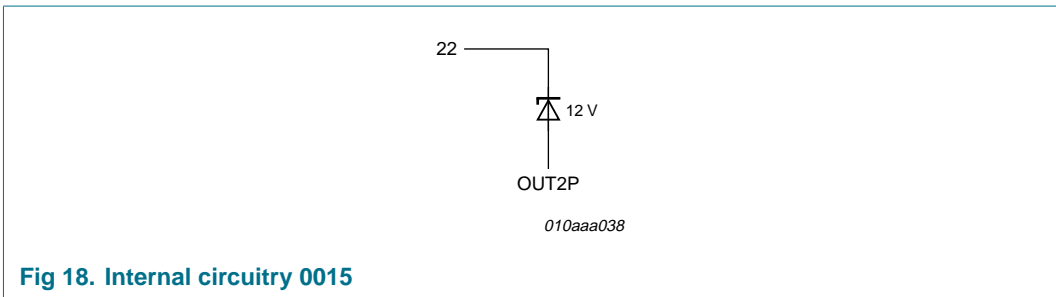 22
12 V
OUT2P
010aaa038
Fig 18. Internal circuitry 0015